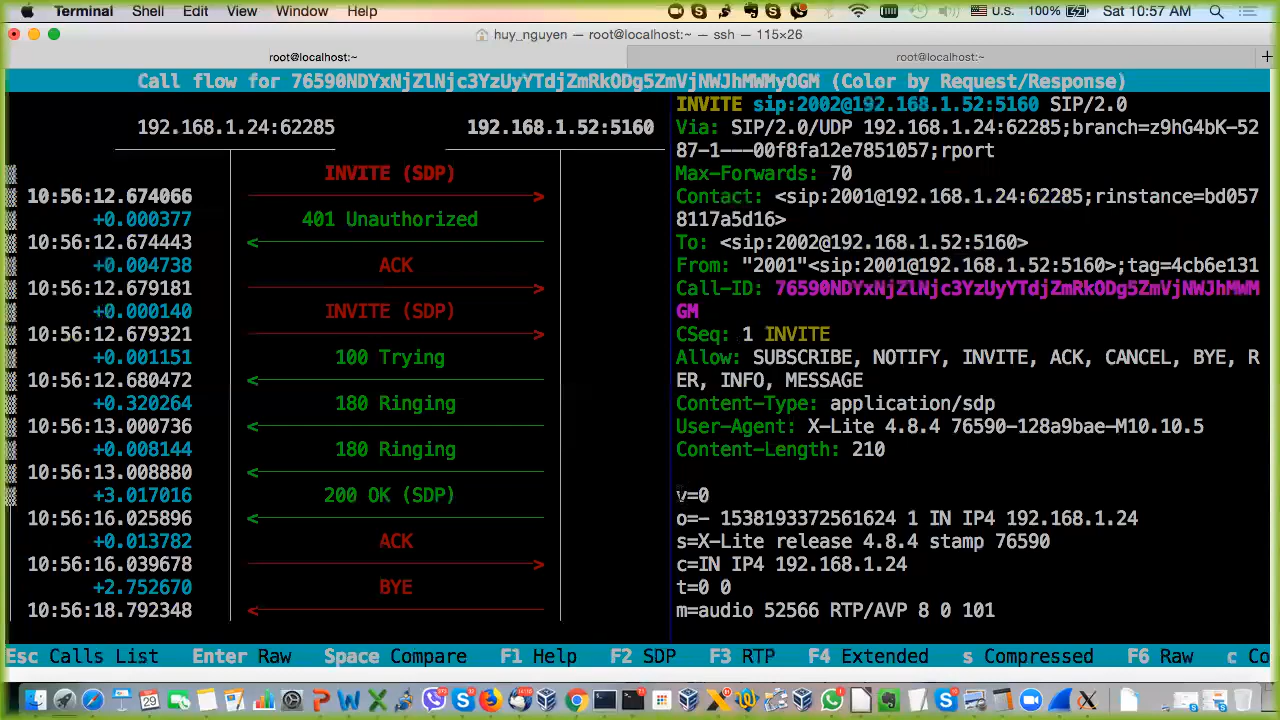 Terminal Shell Edit View Window Help U.S. 100% Sat 10:57 AM
huy_nguyen — root@localhost:~ — ssh — 115×26
root@localhost:~ root@localhost:~ +
Call flow for 76590NDYxNjZlNjc3YzUyYTdjZmRkODg5ZmVjNWJhMWMyOGM (Color by Request/Response)
192.168.1.24:62285 192.168.1.52:5160
INVITE (SDP)
10:56:12.674066
+0.000377 401 Unauthorized
10:56:12.674443
+0.004738 ACK
10:56:12.679181
+0.000140 INVITE (SDP)
10:56:12.679321
+0.001151 100 Trying
10:56:12.680472
+0.320264 180 Ringing
10:56:13.000736
+0.008144 180 Ringing
10:56:13.008880
+3.017016 200 OK (SDP)
10:56:16.025896
+0.013782 ACK
10:56:16.039678
+2.752670 BYE
10:56:18.792348
INVITE sip:2002@192.168.1.52:5160 SIP/2.0
Via: SIP/2.0/UDP 192.168.1.24:62285;branch=z9hG4bK-52
87-1---00f8fa12e7851057;rport
Max-Forwards: 70
Contact: <sip:2001@192.168.1.24:62285;rinstance=bd057
8117a5d16>
To: <sip:2002@192.168.1.52:5160>
From: "2001"<sip:2001@192.168.1.52:5160>;tag=4cb6e131
Call-ID: 76590NDYxNjZlNjc3YzUyYTdjZmRkODg5ZmVjNWJhMWM
GM
CSeq: 1 INVITE
Allow: SUBSCRIBE, NOTIFY, INVITE, ACK, CANCEL, BYE, R
ER, INFO, MESSAGE
Content-Type: application/sdp
User-Agent: X-Lite 4.8.4 76590-128a9bae-M10.10.5
Content-Length: 210
v=0
o=- 1538193372561624 1 IN IP4 192.168.1.24
s=X-Lite release 4.8.4 stamp 76590
c=IN IP4 192.168.1.24
t=0 0
m=audio 52566 RTP/AVP 8 0 101
Esc Calls List Enter Raw Space Compare F1 Help F2 SDP F3 RTP F4 Extended s Compressed F6 Raw c Co